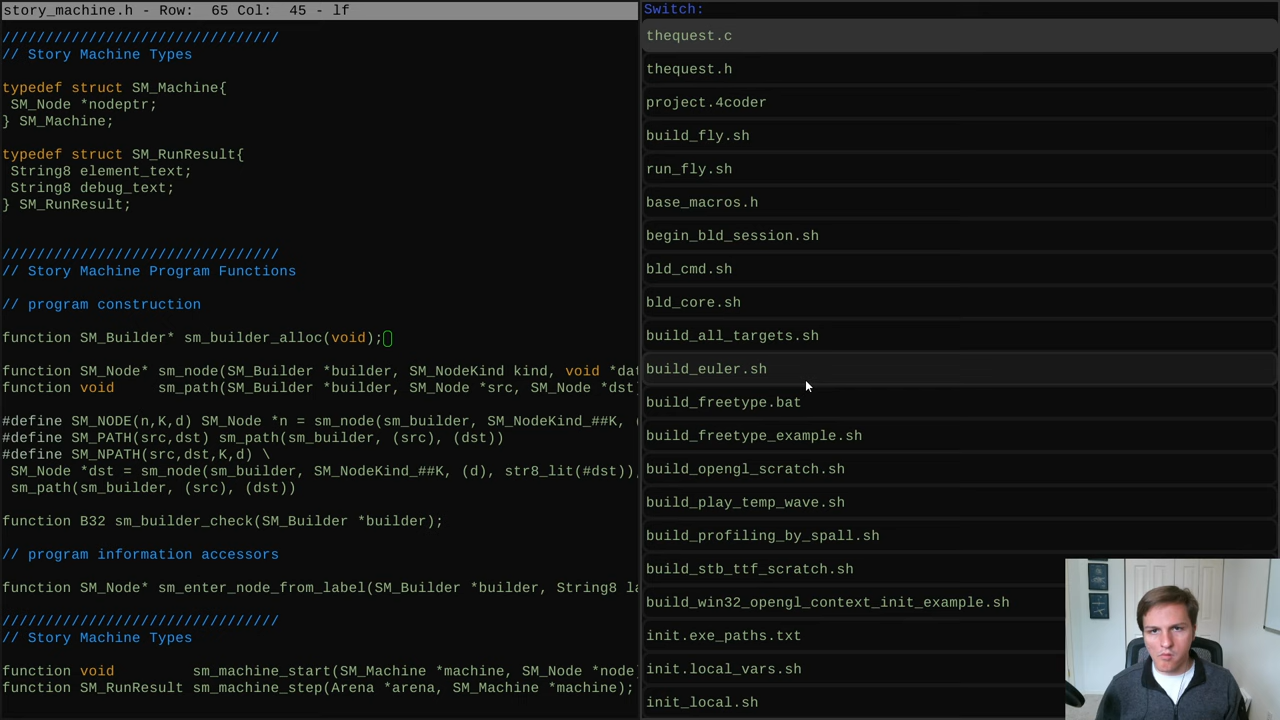 story_machine.h - Row:  65 Col:  45 - lf
////////////////////////////////
// Story Machine Types
typedef struct SM_Machine{
 SM_Node *nodeptr;
} SM_Machine;
typedef struct SM_RunResult{
 String8 element_text;
 String8 debug_text;
} SM_RunResult;
////////////////////////////////
// Story Machine Program Functions
// program construction
function SM_Builder* sm_builder_alloc(void);
function SM_Node* sm_node(SM_Builder *builder, SM_NodeKind kind, void *dat
function void     sm_path(SM_Builder *builder, SM_Node *src, SM_Node *dst
#define SM_NODE(n,K,d) SM_Node *n = sm_node(sm_builder, SM_NodeKind_##K, (
#define SM_PATH(src,dst) sm_path(sm_builder, (src), (dst))
#define SM_NPATH(src,dst,K,d) \
 SM_Node *dst = sm_node(sm_builder, SM_NodeKind_##K, (d), str8_lit(#dst));
 sm_path(sm_builder, (src), (dst))
function B32 sm_builder_check(SM_Builder *builder);
// program information accessors
function SM_Node* sm_enter_node_from_label(SM_Builder *builder, String8 la
////////////////////////////////
// Story Machine Types
function void         sm_machine_start(SM_Machine *machine, SM_Node *node)
function SM_RunResult sm_machine_step(Arena *arena, SM_Machine *machine);
Switch:
thequest.c
thequest.h
project.4coder
build_fly.sh
run_fly.sh
base_macros.h
begin_bld_session.sh
bld_cmd.sh
bld_core.sh
build_all_targets.sh
build_euler.sh
build_freetype.bat
build_freetype_example.sh
build_opengl_scratch.sh
build_play_temp_wave.sh
build_profiling_by_spall.sh
build_stb_ttf_scratch.sh
build_win32_opengl_context_init_example.sh
init.exe_paths.txt
init.local_vars.sh
init_local.sh